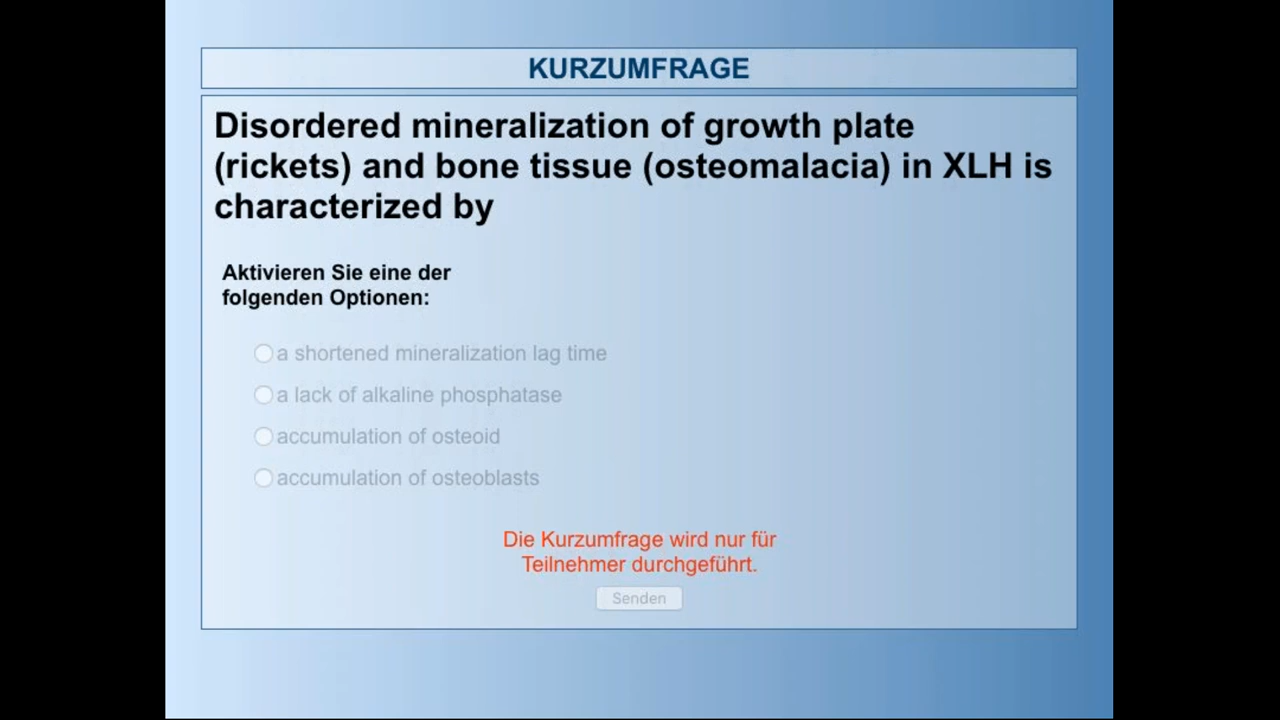 KURZUMFRAGE
Disordered mineralization of growth plate
(rickets) and bone tissue (osteomalacia) in XLH is
characterized by
Aktivieren Sie eine der
folgenden Optionen:
a shortened mineralization lag time
a lack of alkaline phosphatase
accumulation of osteoid
accumulation of osteoblasts
Die Kurzumfrage wird nur für
Teilnehmer durchgeführt.
Senden